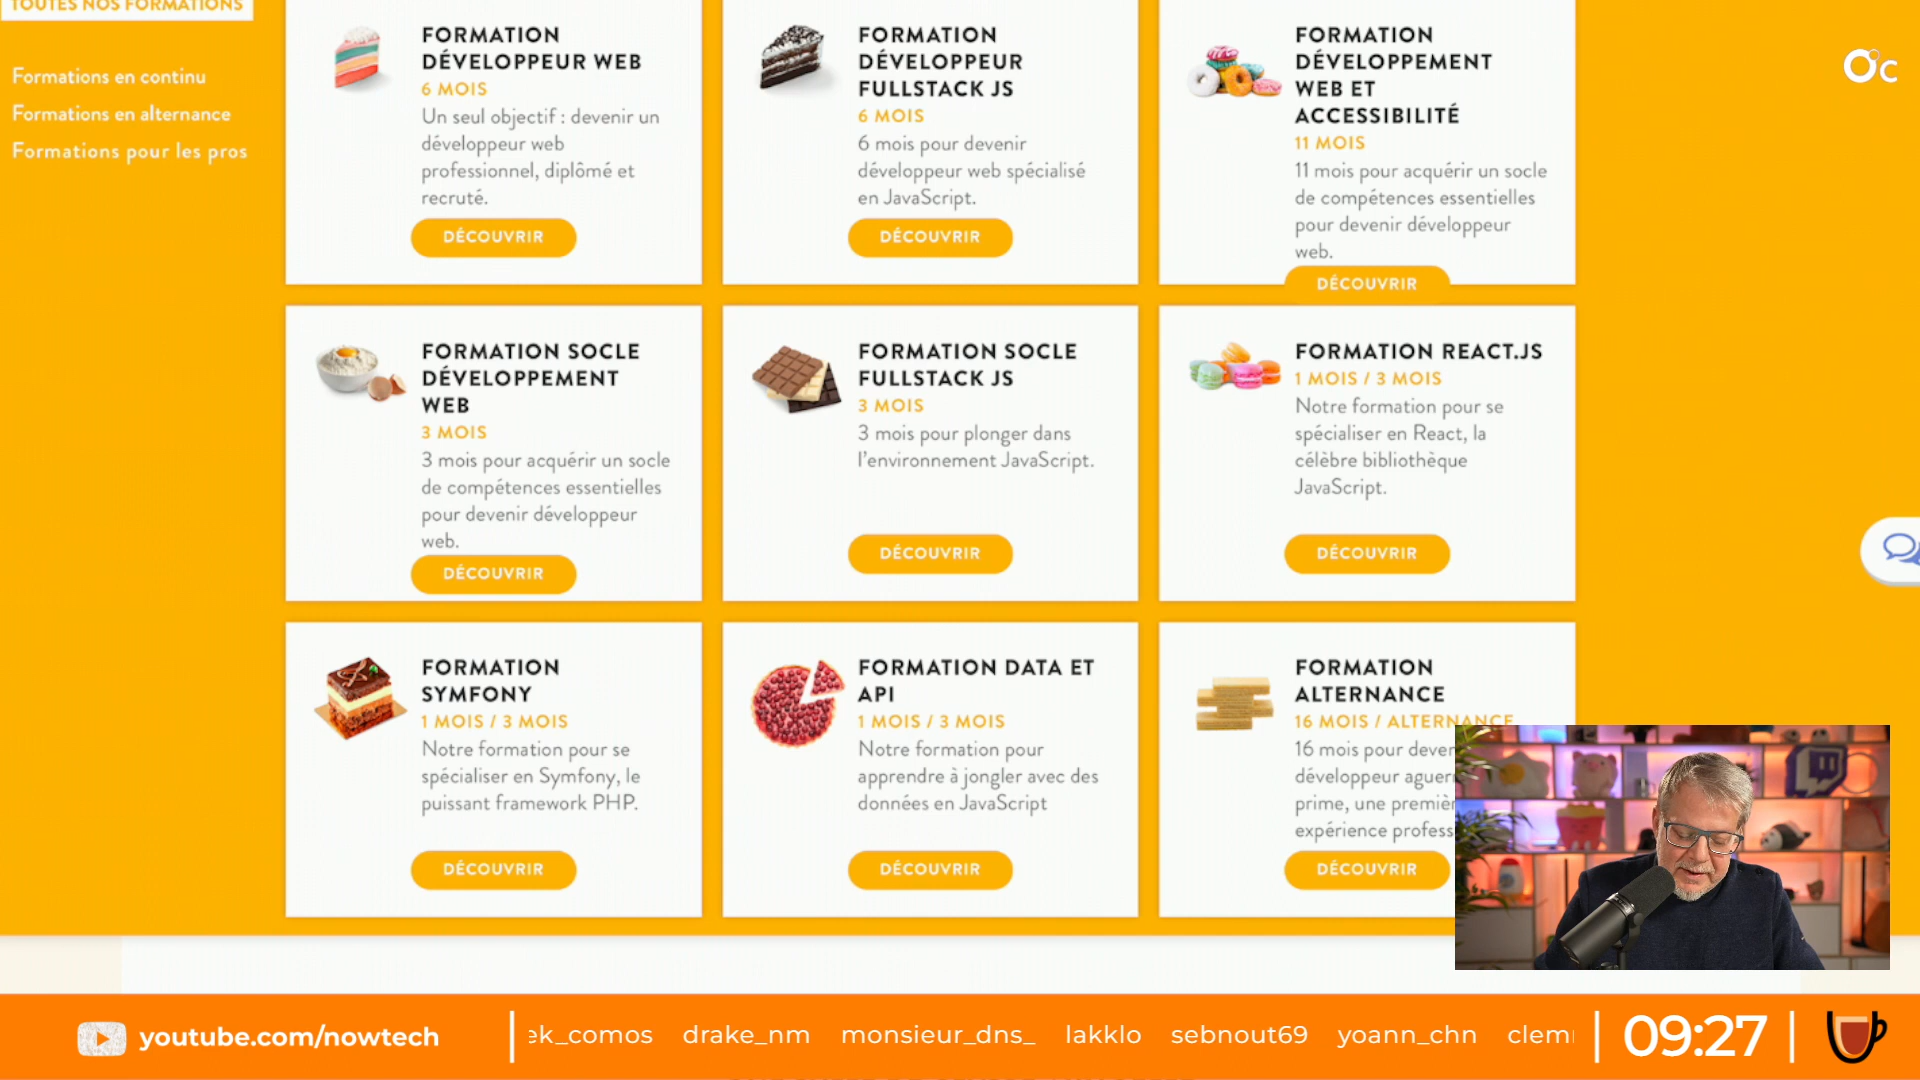 TOUTES NOS FORMATIONS
Formations en continu
Formations en alternance
Formations pour les pros
FORMATION
DÉVELOPPEUR WEB
6 MOIS
Un seul objectif : devenir un
développeur web
professionnel, diplômé et
recruté.
DÉCOUVRIR
FORMATION
DÉVELOPPEUR
FULLSTACK JS
6 MOIS
6 mois pour devenir
développeur web spécialisé
en JavaScript.
DÉCOUVRIR
FORMATION
DÉVELOPPEMENT
WEB ET
ACCESSIBILITÉ
11 MOIS
11 mois pour acquérir un socle
de compétences essentielles
pour devenir développeur
web.
DÉCOUVRIR
O'C
FORMATION SOCLE
DÉVELOPPEMENT
WEB
3 MOIS
3 mois pour acquérir un socle
de compétences essentielles
pour devenir développeur
web.
DÉCOUVRIR
FORMATION SOCLE
FULLSTACK JS
3 MOIS
3 mois pour plonger dans
l'environnement JavaScript.
DÉCOUVRIR
FORMATION REACT.JS
1 MOIS / 3 MOIS
Notre formation pour se
spécialiser en React, la
célèbre bibliothèque
JavaScript.
DÉCOUVRIR
FORMATION
SYMFONY
1 MOIS / 3 MOIS
Notre formation pour se
spécialiser en Symfony, le
puissant framework PHP.
DÉCOUVRIR
FORMATION DATA ET
API
1 MOIS / 3 MOIS
Notre formation pour
apprendre à jongler avec des
données en JavaScript
DÉCOUVRIR
FORMATION
ALTERNANCE
16 MOIS / ALTERNANCE
16 mois pour deven
développeur aguer
prime, une premièr
expérience profess
DÉCOUVRIR
youtube.com/nowtech
ek_comos drake_nm monsieur_dns_ lakklo sebnout69 yoann_chn clem
09:27